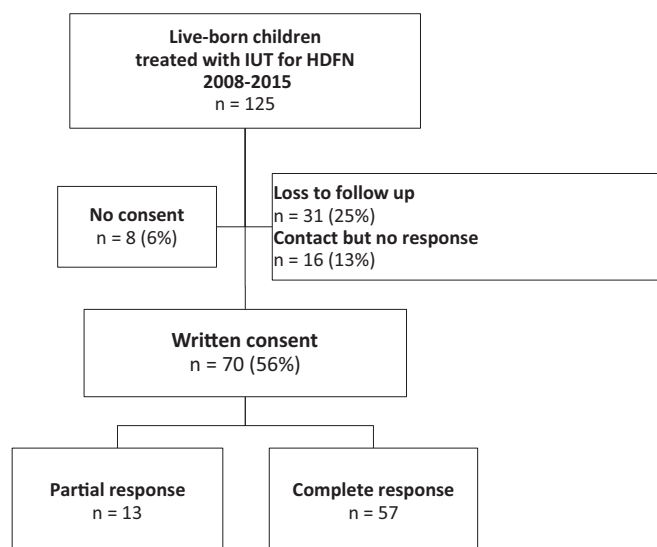 Live-born children
treated with IUT for HDFN
2008-2015
n = 125
No consent
n = 8 (6%)
Loss to follow up
n = 31 (25%)
Contact but no response
n = 16 (13%)
Written consent
n = 70 (56%)
Partial response
n = 13
Complete response
n = 57